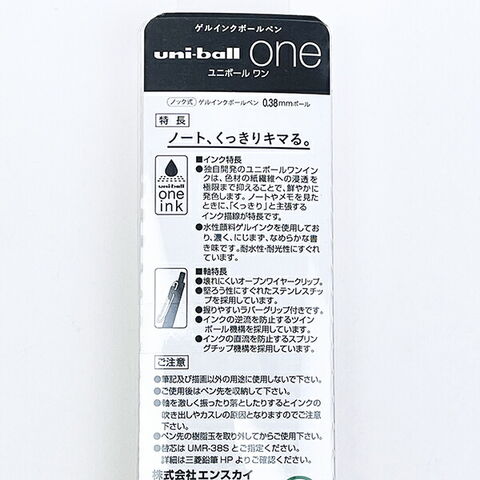 ゲルインクボールペン
uni-ball one
ユニボール ワン
ノック式 ゲルインクボールペン 0.38mmボール
特長
ノート、くっきりキマる。
■インク特長
●独自開発のユニボールワンイン
クは、色材の紙繊維への浸透を
極限まで抑えることで、鮮やかに
発色します。ノートやメモを見た
ときに、「くっきり」と主張する
インク描線が特長です。
●水性顔料ゲルインクを使用してお
り、濃く、にじまず、なめらかな書
き味です。耐水性・耐光性にすぐれ
ています。
uni-ball
one
ink
■軸特長
●壊れにくいオープンワイヤークリップ。
●堅ろう性にすぐれたステンレスチッ
プを採用しています。
●握りやすいラバーグリップ付きです。
●インクの逆流を防止するツイン
ボール機構を採用しています。
●インクの直流を防止するスプリン
グチップ機構を採用しています。
ご注意
●筆記及び描画以外の用途に使用しないで下さい。
●ご使用後はペン先を収納して下さい。
●軸を激しく振ったり落としたりするとインクの
吹き出しやカスレの原因となりますのでご注意
下さい。
●ペン先の樹脂玉を取り外してからご使用下さい。
●替芯は UMR-38S とご指定ください。
詳細は三菱鉛筆 HP よりご確認ください。
株式会社エンスカイ